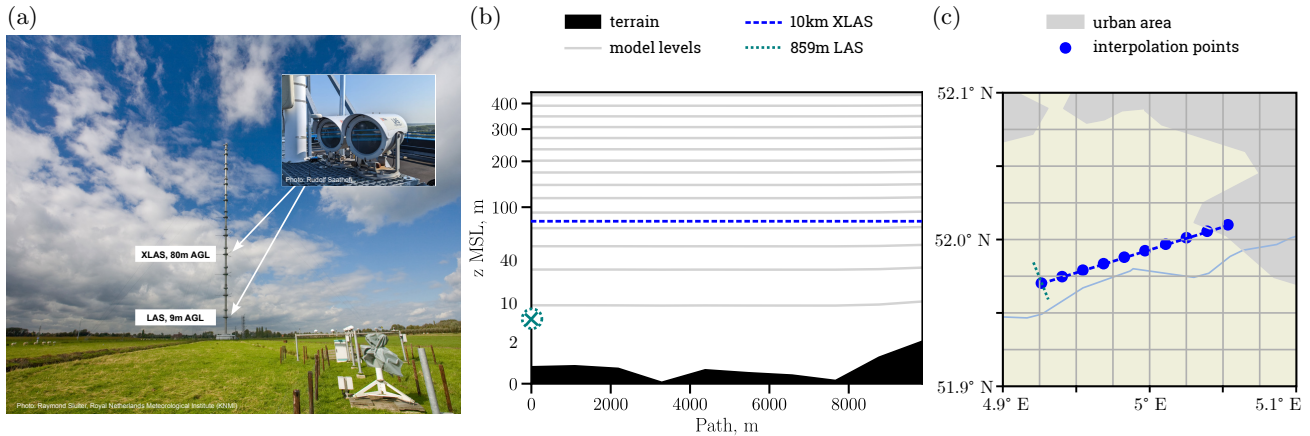 (a)
XLAS, 80m AGL
LAS, 9m AGL
Photo: Rudolf Saathof
Photo: Raymond Sluiter, Royal Netherlands Meteorological Institute (KNMI)
(b)
terrain
10km XLAS
model levels
859m LAS
z MSL, m
400
300
200
100
40
10
2
0
0
2000
4000
6000
8000
Path, m
(c)
urban area
interpolation points
52.1° N
52.0° N
51.9° N
4.9° E
5° E
5.1° E